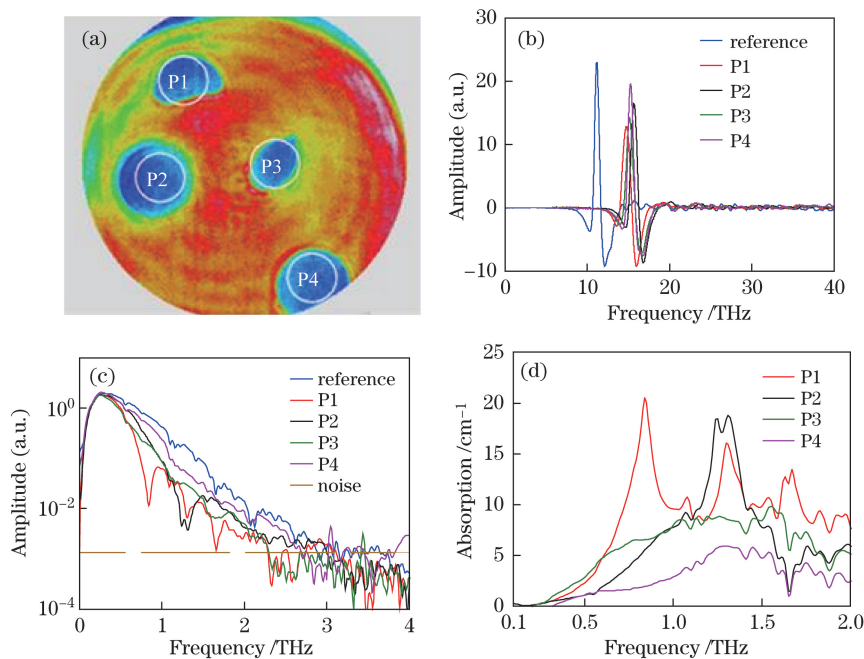 (a)
P1
P2
P3
P4
(b)
reference
P1
P2
P3
P4
Amplitude (a.u.)
30
20
10
0
−10
0
10
20
30
40
Frequency /THz
(c)
reference
P1
P2
P3
P4
noise
Amplitude (a.u.)
10⁰
10⁻²
10⁻⁴
0
1
2
3
4
Frequency /THz
(d)
P1
P2
P3
P4
Absorption /cm⁻¹
25
20
15
10
5
0
0.1
0.5
1.0
1.5
2.0
Frequency /THz